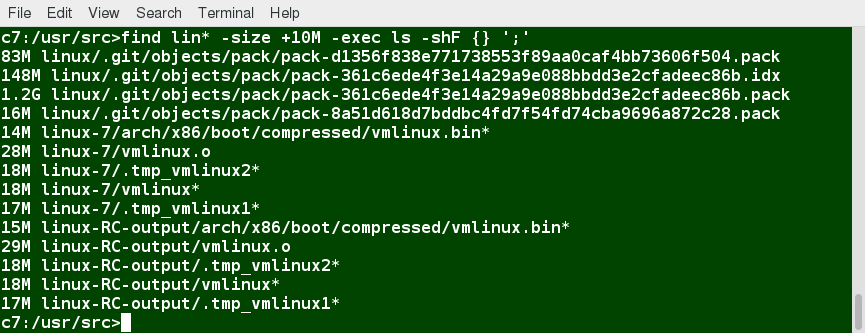 File Edit View Search Terminal Help
c7:/usr/src>find lin* -size +10M -exec ls -shF {} ';'
83M linux/.git/objects/pack/pack-d1356f838e771738553f89aa0caf4bb73606f504.pack
148M linux/.git/objects/pack/pack-361c6ede4f3e14a29a9e088bbdd3e2cfadeec86b.idx
1.2G linux/.git/objects/pack/pack-361c6ede4f3e14a29a9e088bbdd3e2cfadeec86b.pack
16M linux/.git/objects/pack/pack-8a51d618d7bddbc4fd7f54fd74cba9696a872c28.pack
14M linux-7/arch/x86/boot/compressed/vmlinux.bin*
28M linux-7/vmlinux.o
18M linux-7/.tmp_vmlinux2*
18M linux-7/vmlinux*
17M linux-7/.tmp_vmlinux1*
15M linux-RC-output/arch/x86/boot/compressed/vmlinux.bin*
29M linux-RC-output/vmlinux.o
18M linux-RC-output/.tmp_vmlinux2*
18M linux-RC-output/vmlinux*
17M linux-RC-output/.tmp_vmlinux1*
c7:/usr/src>